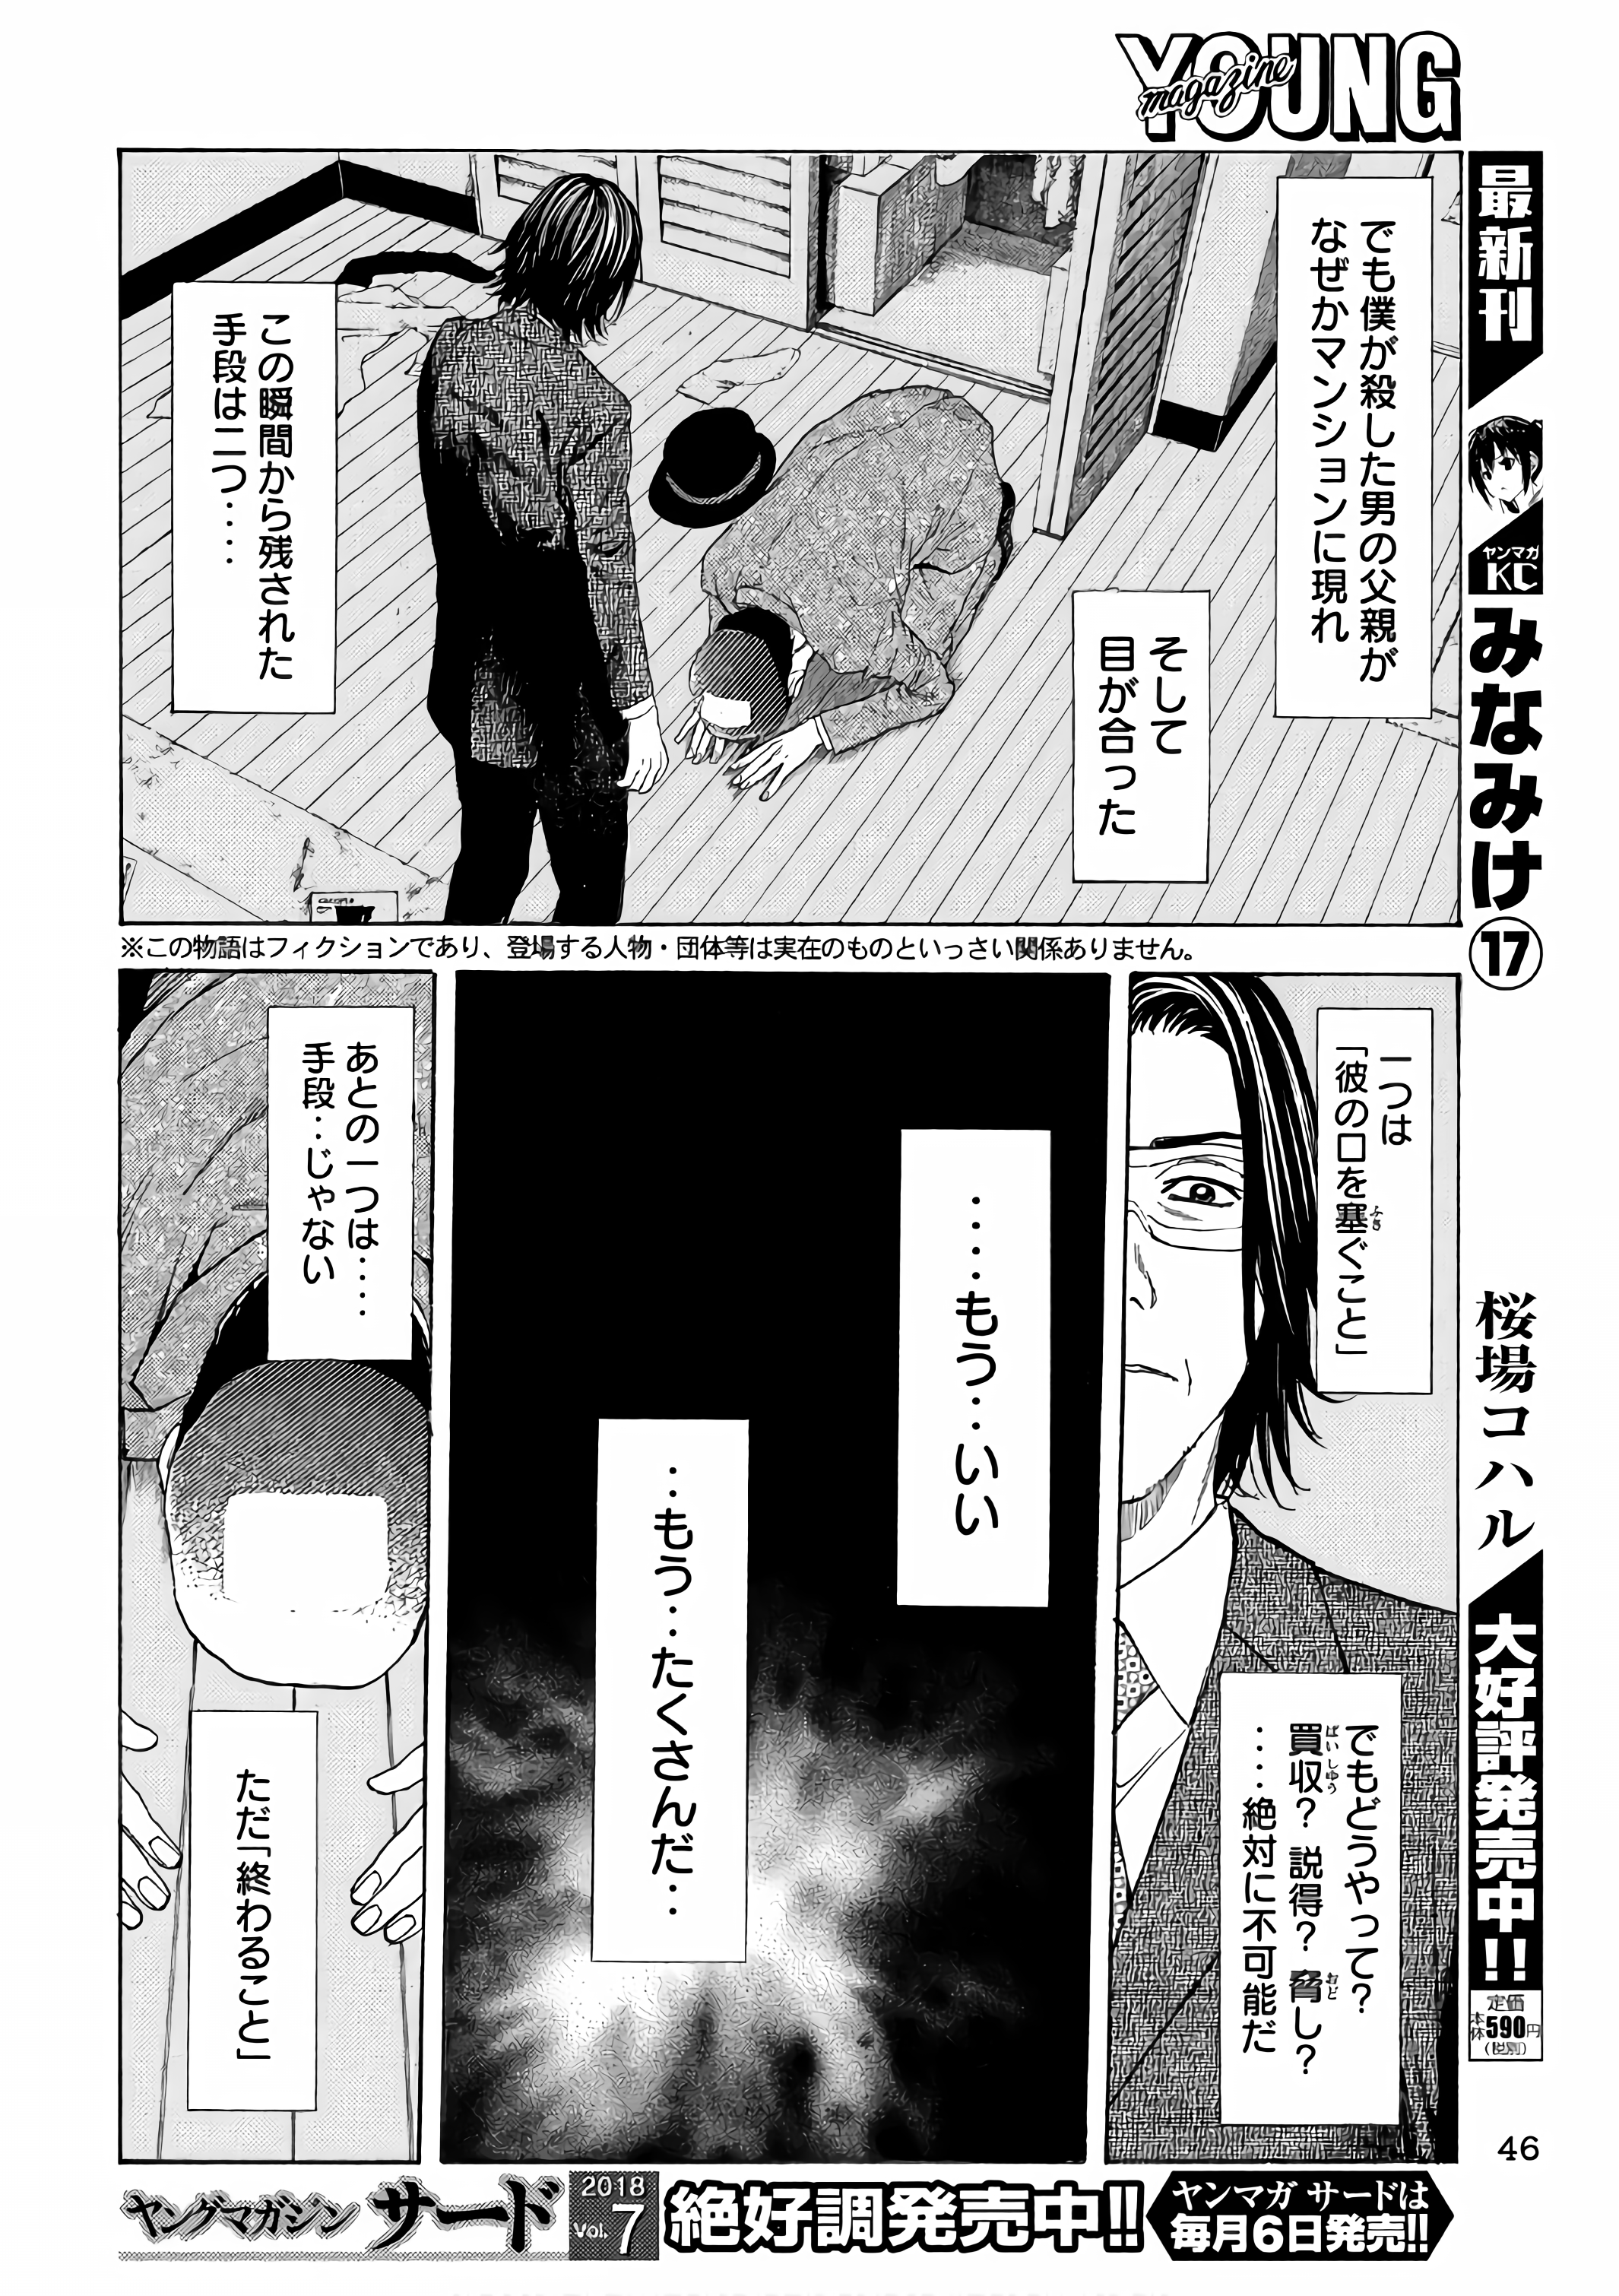 YOUNG
magazine
でも僕が殺した男の父親が
なぜかマンションに現れ
そして
目が合った
この瞬間から残された
手段は二つ‥‥
※この物語はフィクションであり、登場する人物・団体等は実在のものといっさい関係ありません。
一つは
「彼の口を塞ぐこと」
ふさ
でもどうやって?
買収? 説得? 脅し?
ばいしゅう
おど
‥‥絶対に不可能だ
‥‥もう‥いい
‥もう‥たくさんだ‥
あとの一つは‥‥
手段‥じゃない
ただ「終わること」
最新刊
ヤンマガ
KC
みなみけ
17
桜場コハル
大好評発売中!!
定価
本体590円
(税別)
46
ヤングマガジン サード
2018
Vol.7
絶好調発売中!!
ヤンマガ サードは
毎月6日発売!!